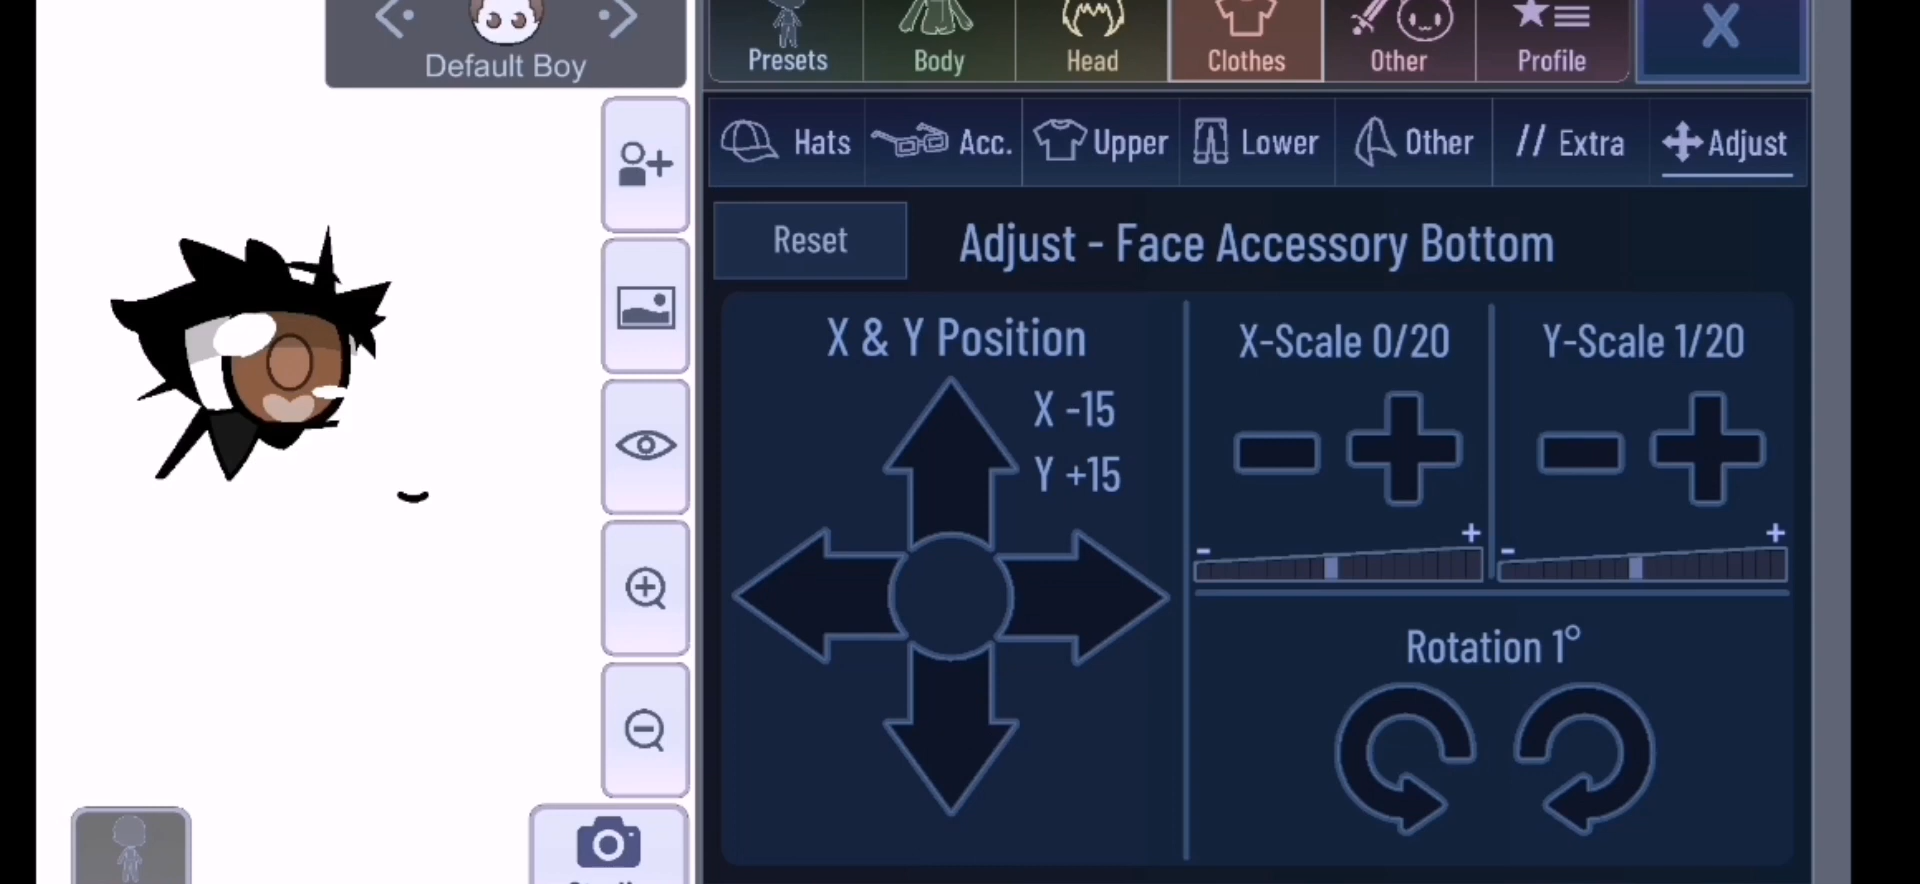 Default Boy
Presets
Body
Head
Clothes
Other
Profile
X
Hats
Acc.
Upper
Lower
Other
// Extra
Adjust
Reset
Adjust - Face Accessory Bottom
X & Y Position
X -15
Y +15
X-Scale 0/20
- +
Y-Scale 1/20
- +
Rotation 1°